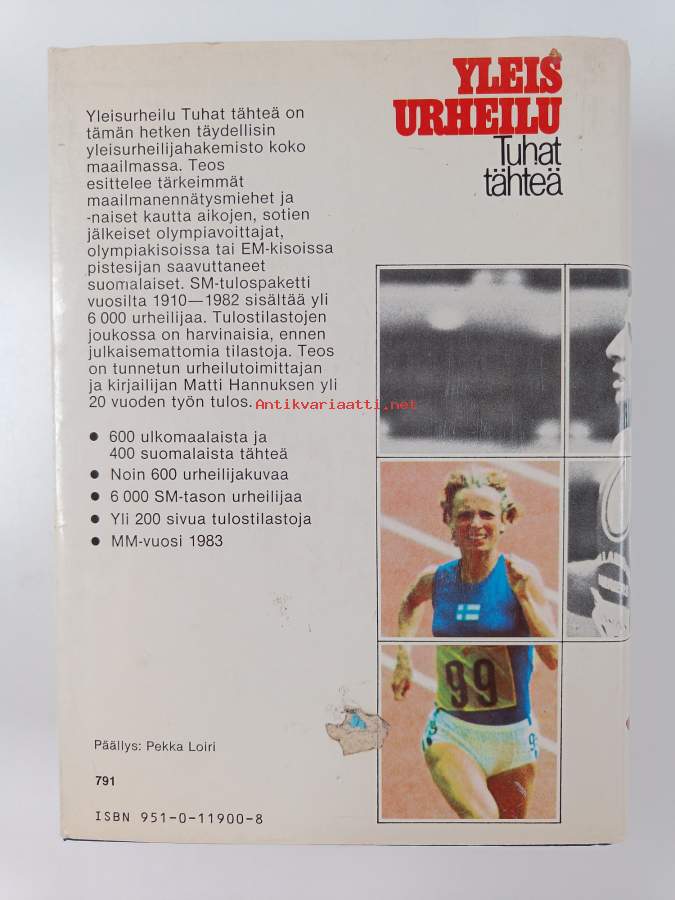 YLEIS
URHEILU
Tuhat
tähteä
Yleisurheilu Tuhat tähteä on
tämän hetken täydellisin
yleisurheilijahakemisto koko
maailmassa. Teos
esittelee tärkeimmät
maailmanennätysmiehet ja
-naiset kautta aikojen, sotien
jälkeiset olympiavoittajat,
olympiakisoissa tai EM-kisoissa
pistesijan saavuttaneet
suomalaiset. SM-tulospaketti
vuosilta 1910—1982 sisältää yli
6 000 urheilijaa. Tulostilastojen
joukossa on harvinaisia, ennen
julkaisemattomia tilastoja. Teos
on tunnetun urheilutoimittajan
ja kirjailijan Matti Hannuksen yli
20 vuoden työn tulos.
Antikvariaatti.net
● 600 ulkomaalaista ja
400 suomalaista tähteä
● Noin 600 urheilijakuvaa
● 6 000 SM-tason urheilijaa
● Yli 200 sivua tulostilastoja
● MM-vuosi 1983
99
Päällys: Pekka Loiri
791
ISBN 951-0-11900-8